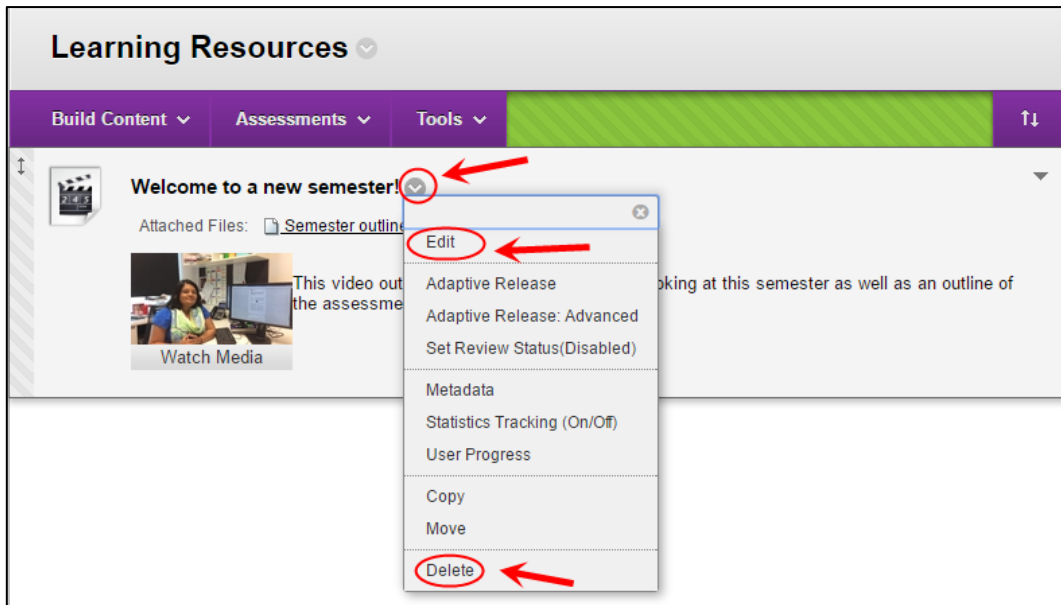 Learning Resources
Build Content Assessments Tools
Welcome to a new semester!
Attached Files: Semester outline
This video out
oking at this semester as well as an outline of
the assessme
Watch Media
Edit
Adaptive Release
Adaptive Release: Advanced
Set Review Status(Disabled)
Metadata
Statistics Tracking (On/Off)
User Progress
Copy
Move
Delete